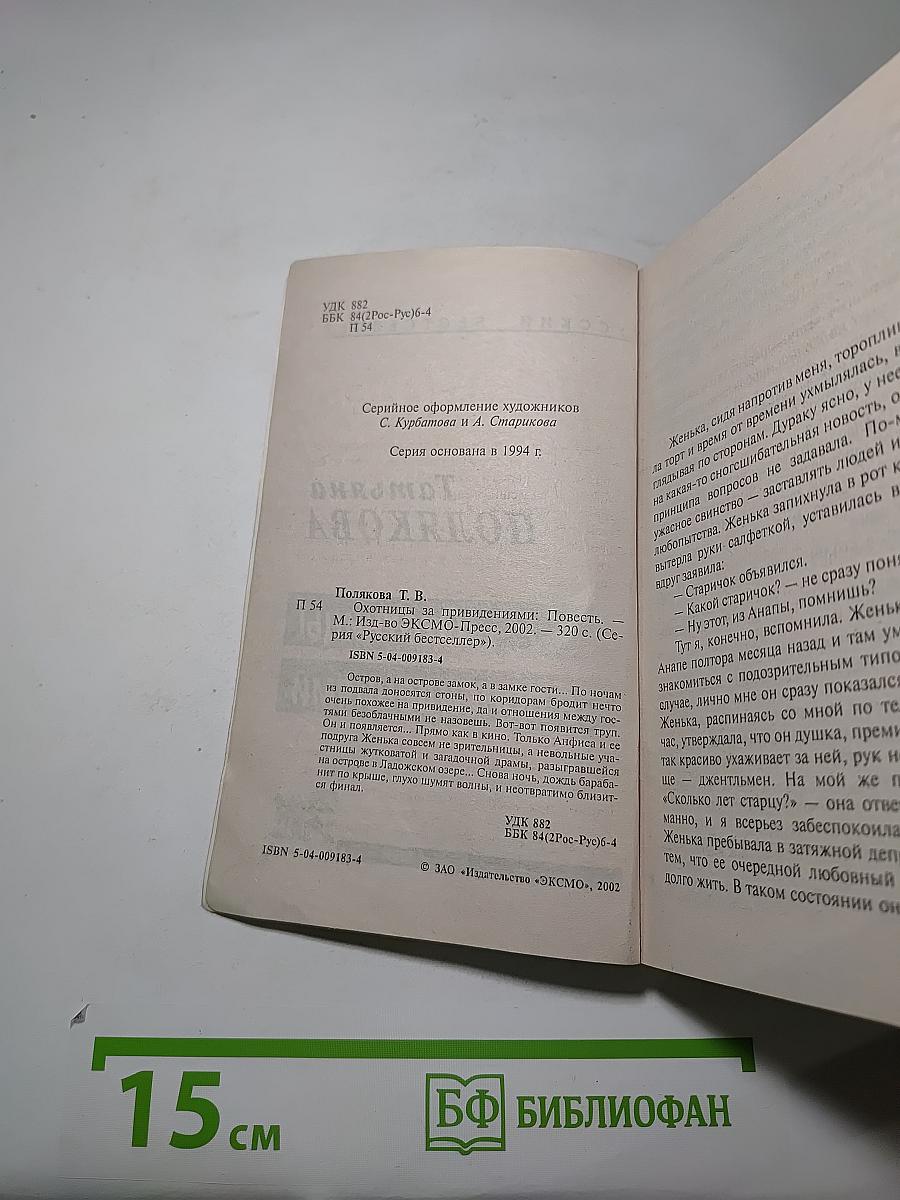 УДК 882
ББК 84(2Рос-Рус)6-4
П 54
Серийное оформление художников
С. Курбатова и А. Старикова
Серия основана в 1994 г.
Татьяна
ПОЛЯКОВА
Полякова Т. В.
П 54 Охотницы за привидениями: Повесть. —
М.: Изд-во ЭКСМО-Пресс, 2002. — 320 с. (Се-
рия «Русский бестселлер»).
ISBN 5-04-009183-4
Остров, а на острове замок, а в замке гости... По ночам
из подвала доносятся стоны, по коридорам бродит нечто
очень похожее на привидение, да и отношения между гос-
тями безоблачными не назовешь. Вот-вот появится труп.
Он и появляется... Прямо как в кино. Только Анфиса и ее
подруга Женька совсем не зрительницы, а невольные уча-
стницы жутковатой и загадочной драмы, разыгравшейся
на острове в Ладожском озере... Снова ночь, дождь бараба-
нит по крыше, глухо шумят волны, и неотвратимо близит-
ся финал.
УДК 882
ББК 84(2Рос-Рус)6-4
ISBN 5-04-009183-4
© ЗАО «Издательство «ЭКСМО», 2002
Женька, сидя напротив меня, тороплив
ла торт и время от времени ухмылялась,
глядывая по сторонам. Дураку ясно, у нее
на какая-то сногсшибательная новость,
принципа вопросов не задавала. По-м
ужасное свинство — заставлять людей и
любопытства. Женька запихнула в рот к
вытерла руки салфеткой, уставилась в
вдруг заявила:
— Старичок объявился.
— Какой старичок? — не сразу поня
— Ну этот, из Анапы, помнишь?
Тут я, конечно, вспомнила. Женьк
Анапе полтора месяца назад и там ум
знакомиться с подозрительным типо
случае, лично мне он сразу показался
Женька, распинаясь со мной по те
час, утверждала, что он душка, преми
так красиво ухаживает за ней, рук не
ще — джентльмен. На мой же п
«Сколько лет старцу?» — она отве
манно, и я всерьез забеспокоила
Женька пребывала в затяжной деп
тем, что ее очередной любовный
долго жить. В таком состоянии он
15 см
БФ БИБЛИОФАН